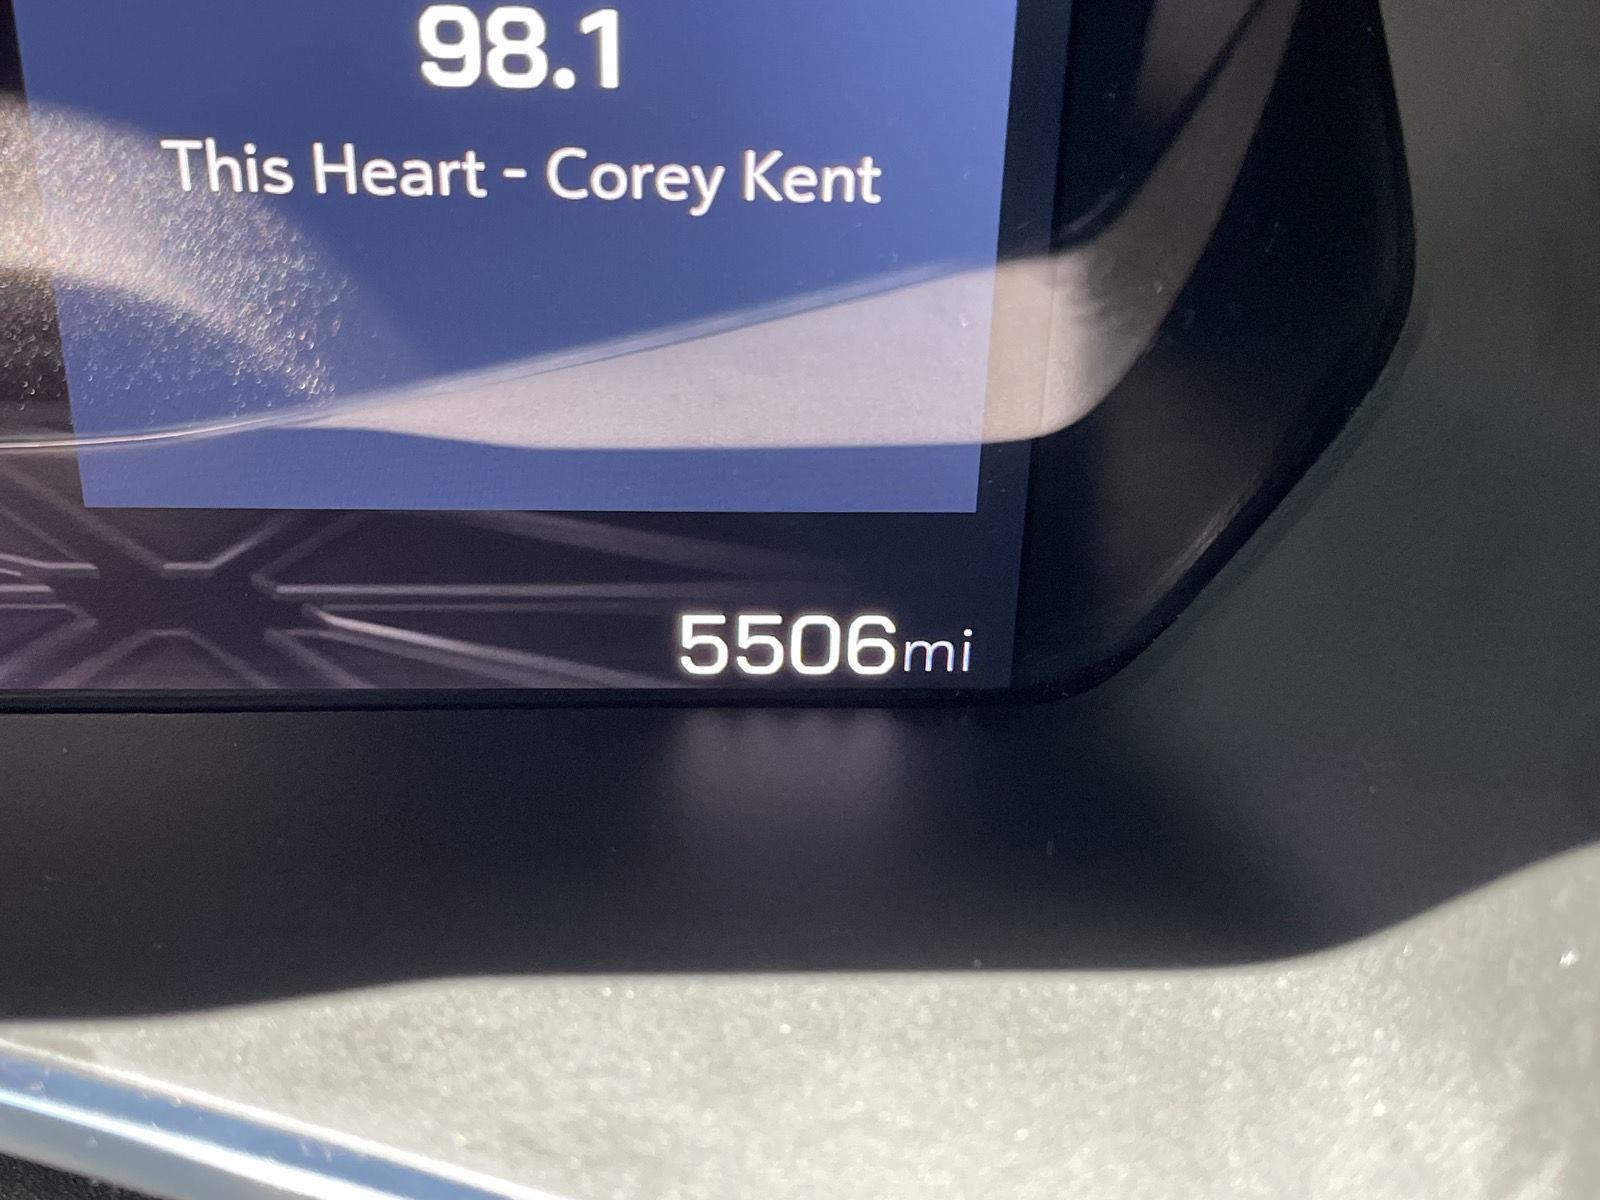 98.1
This Heart - Corey Kent
5506mi